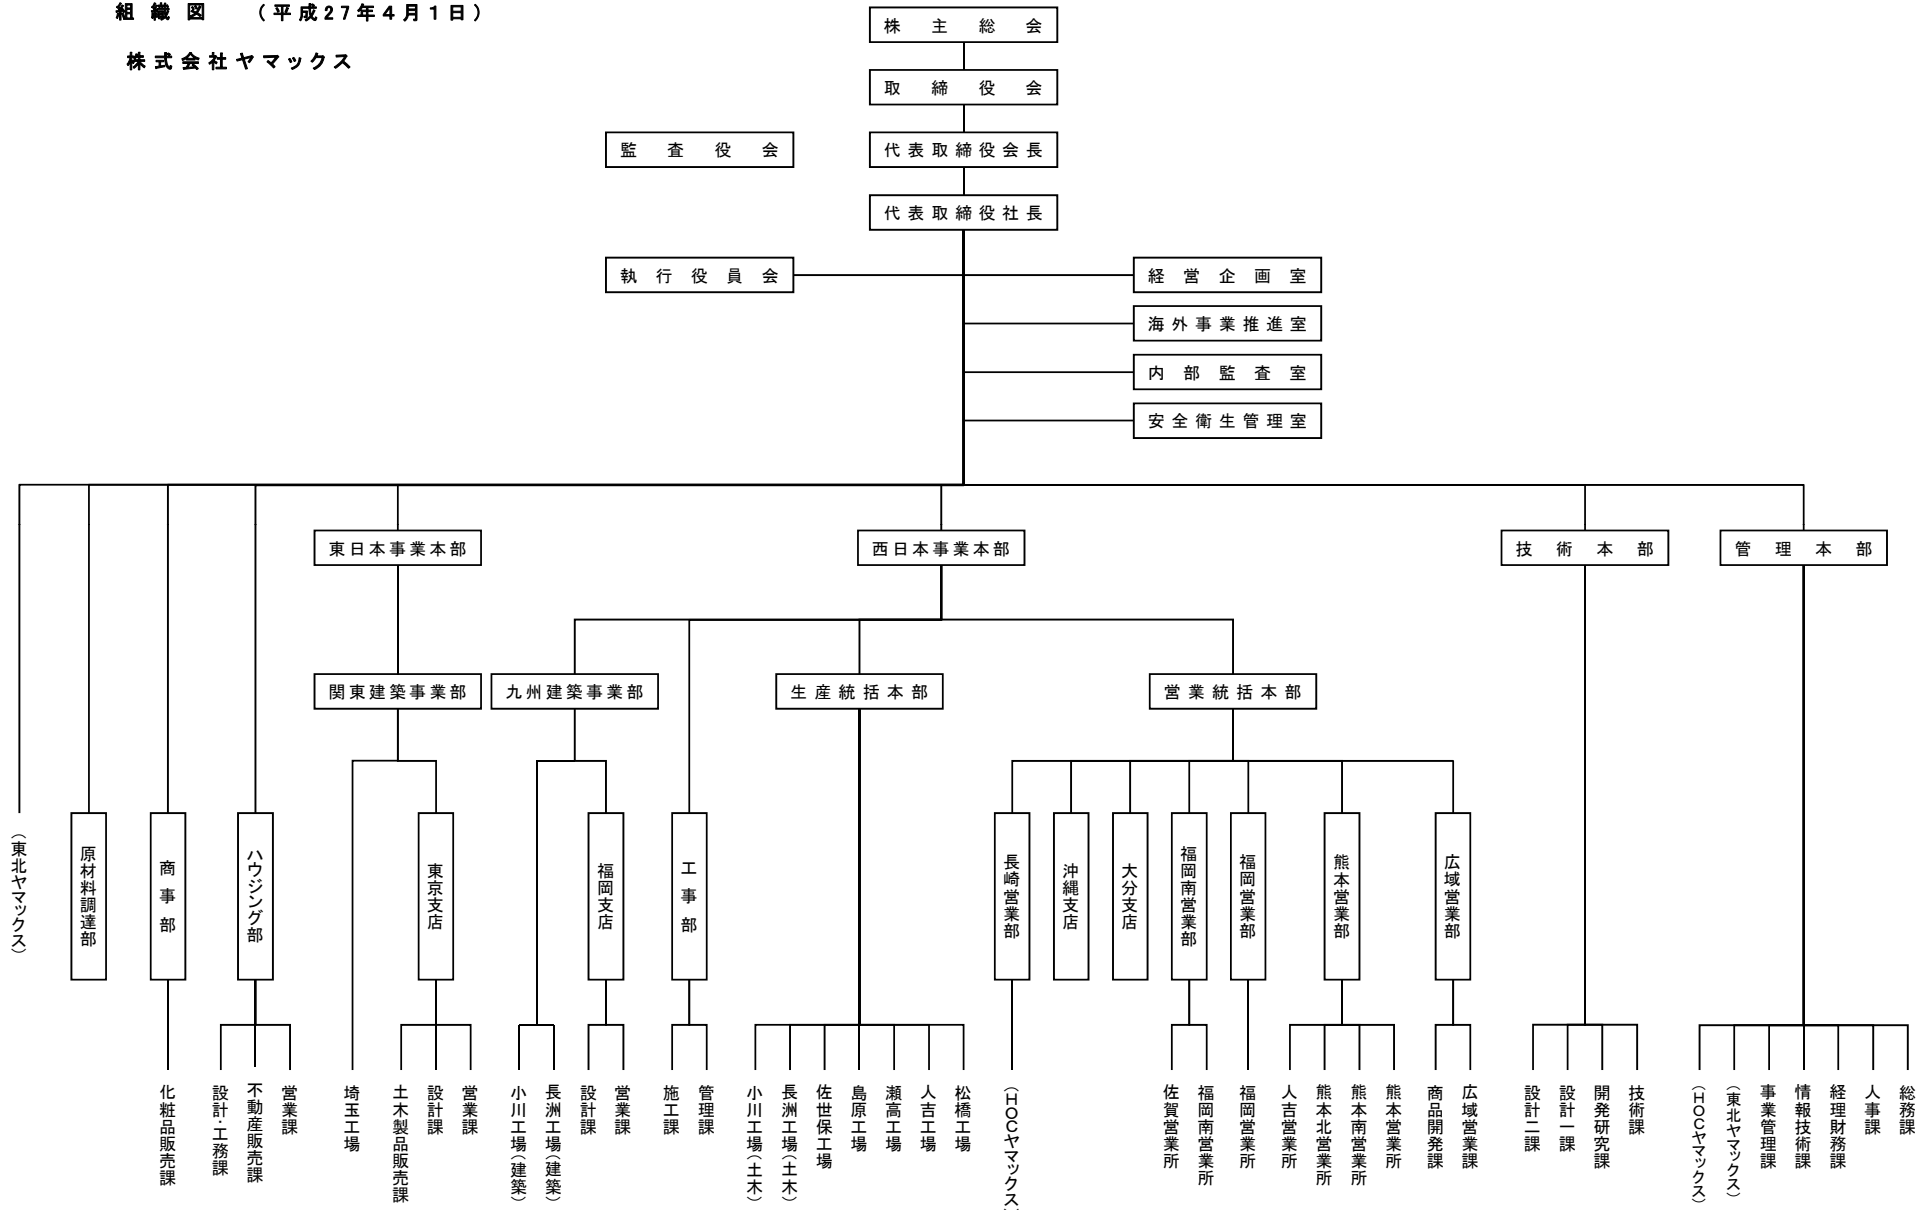 組織図 （平成27年4月1日）
株式会社ヤマックス
株主総会
取締役会
監査役会
代表取締役会長
代表取締役社長
執行役員会
経営企画室
海外事業推進室
内部監査室
安全衛生管理室
東日本事業本部
西日本事業本部
技術本部
管理本部
関東建築事業部
九州建築事業部
生産統括本部
営業統括本部
（東北ヤマックス）
原材料調達部
商事部
ハウジング部
東京支店
福岡支店
工事部
長崎営業部
沖縄支店
大分支店
福岡南営業部
福岡営業部
熊本営業部
広域営業部
化粧品販売課
設計・工務課
不動産販売課
営業課
埼玉工場
土木製品販売課
設計課
営業課
小川工場（建築）
長洲工場（建築）
設計課
営業課
施工課
管理課
小川工場（土木）
長洲工場（土木）
佐世保工場
島原工場
瀬高工場
人吉工場
松橋工場
（HOCヤマックス）
佐賀営業所
福岡南営業所
福岡営業所
人吉営業所
熊本北営業所
熊本南営業所
熊本営業所
商品開発課
広域営業課
設計二課
設計一課
開発研究課
技術課
（HOCヤマックス）
（東北ヤマックス）
事業管理課
情報技術課
経理財務課
人事課
総務課